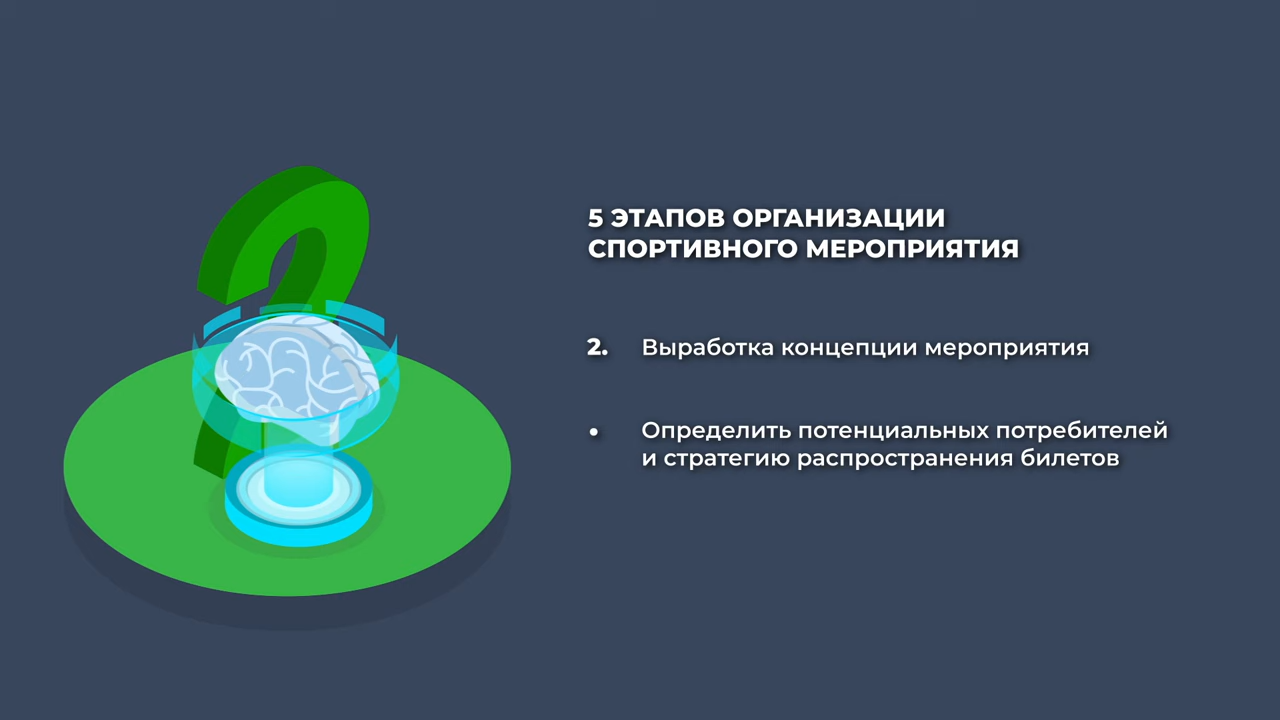 5 ЭТАПОВ ОРГАНИЗАЦИИ
СПОРТИВНОГО МЕРОПРИЯТИЯ
2. Выработка концепции мероприятия
• Определить потенциальных потребителей
и стратегию распространения билетов